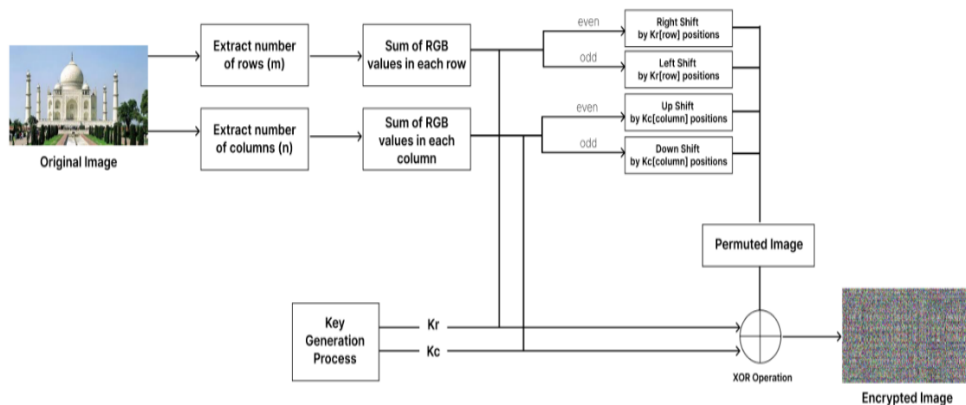 Original Image
Extract number
of rows (m)
Sum of RGB
values in each row
even
odd
Right Shift
by Kr[row] positions
Left Shift
by Kr[row] positions
Extract number
of columns (n)
Sum of RGB
values in each
column
even
odd
Up Shift
by Kc[column] positions
Down Shift
by Kc[column] positions
Permuted Image
Key
Generation
Process
Kr
Kc
XOR Operation
Encrypted Image